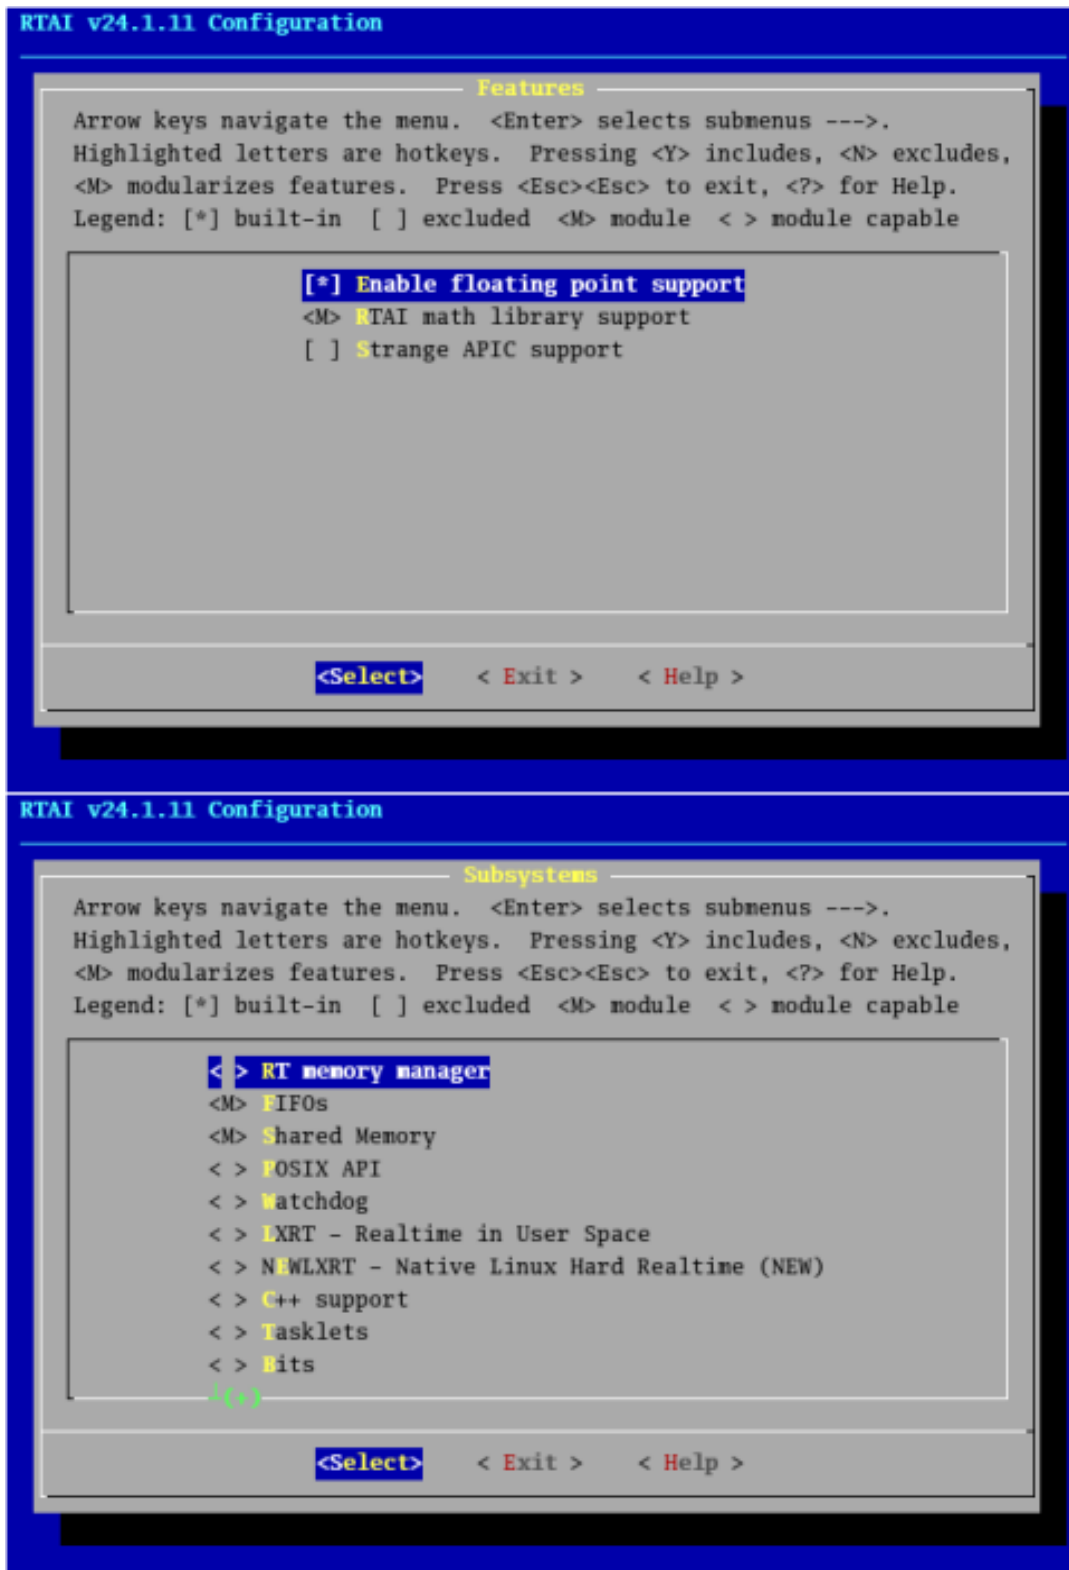 RTAI v24.1.11 Configuration
Features
Arrow keys navigate the menu.  <Enter> selects submenus --->.
Highlighted letters are hotkeys.  Pressing <Y> includes, <N> excludes,
<M> modularizes features.  Press <Esc><Esc> to exit, <?> for Help.
Legend: [*] built-in  [ ] excluded  <M> module  < > module capable
[*] Enable floating point support
<M> RTAI math library support
[ ] Strange APIC support
<Select>    < Exit >    < Help >
RTAI v24.1.11 Configuration
Subsystems
Arrow keys navigate the menu.  <Enter> selects submenus --->.
Highlighted letters are hotkeys.  Pressing <Y> includes, <N> excludes,
<M> modularizes features.  Press <Esc><Esc> to exit, <?> for Help.
Legend: [*] built-in  [ ] excluded  <M> module  < > module capable
< > RT memory manager
<M> FIFOs
<M> Shared Memory
< > POSIX API
< > Watchdog
< > LXRT - Realtime in User Space
< > NEWLXRT - Native Linux Hard Realtime (NEW)
< > C++ support
< > Tasklets
< > Bits
┴(+)
<Select>    < Exit >    < Help >